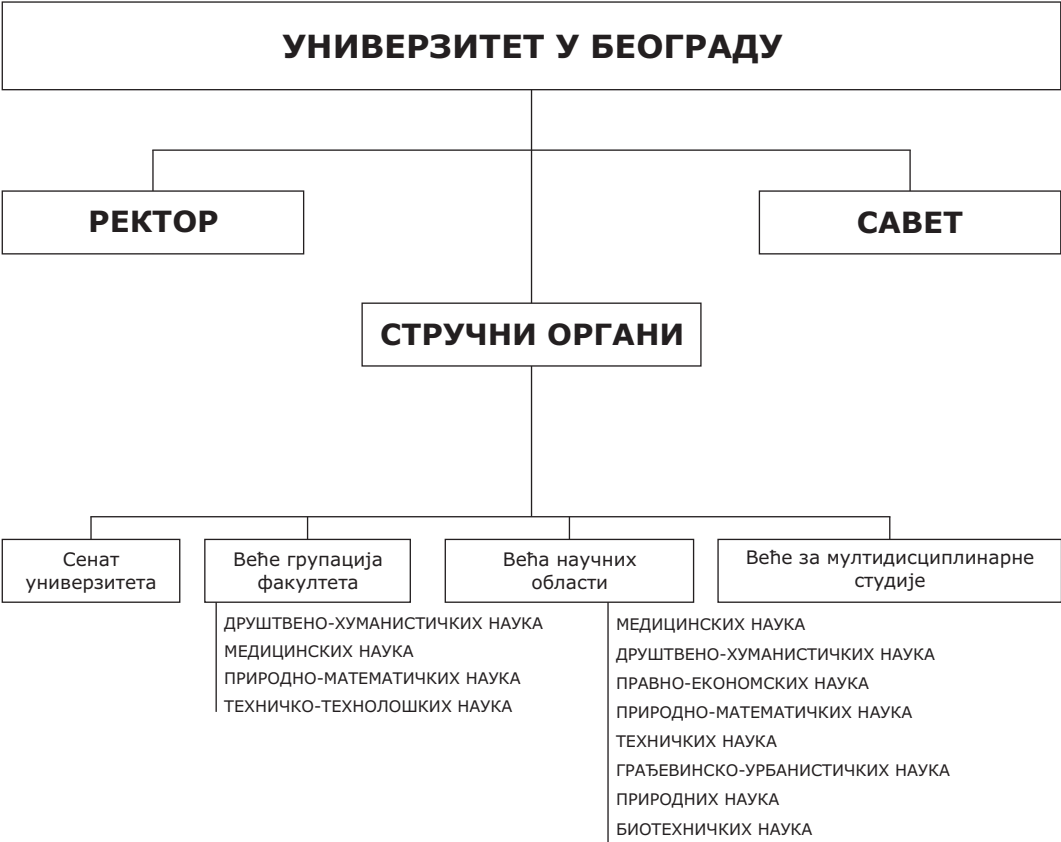 УНИВЕРЗИТЕТ У БЕОГРАДУ
РЕКТОР
САВЕТ
СТРУЧНИ ОРГАНИ
Сенат
универзитета
Веће групација
факултета
Већа научних
области
Веће за мултидисциплинарне
студије
ДРУШТВЕНО-ХУМАНИСТИЧКИХ НАУКА
МЕДИЦИНСКИХ НАУКА
ПРИРОДНО-МАТЕМАТИЧКИХ НАУКА
ТЕХНИЧКО-ТЕХНОЛОШКИХ НАУКА
МЕДИЦИНСКИХ НАУКА
ДРУШТВЕНО-ХУМАНИСТИЧКИХ НАУКА
ПРАВНО-ЕКОНОМСКИХ НАУКА
ПРИРОДНО-МАТЕМАТИЧКИХ НАУКА
ТЕХНИЧКИХ НАУКА
ГРАЂЕВИНСКО-УРБАНИСТИЧКИХ НАУКА
ПРИРОДНИХ НАУКА
БИОТЕХНИЧКИХ НАУКА